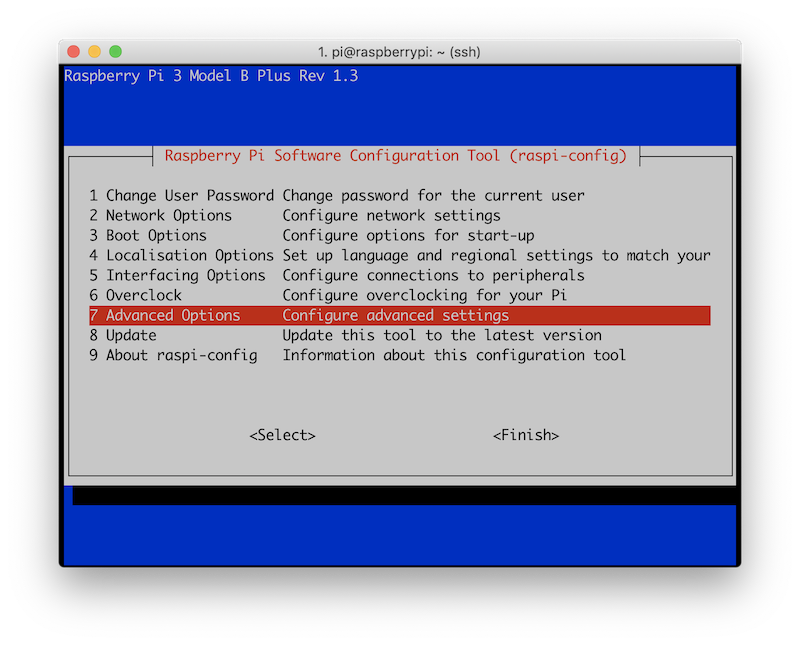 1. pi@raspberrypi: ~ (ssh)
Raspberry Pi 3 Model B Plus Rev 1.3
Raspberry Pi Software Configuration Tool (raspi-config)
1 Change User Password Change password for the current user
2 Network Options Configure network settings
3 Boot Options Configure options for start-up
4 Localisation Options Set up language and regional settings to match your
5 Interfacing Options Configure connections to peripherals
6 Overclock Configure overclocking for your Pi
7 Advanced Options Configure advanced settings
8 Update Update this tool to the latest version
9 About raspi-config Information about this configuration tool
<Select> <Finish>